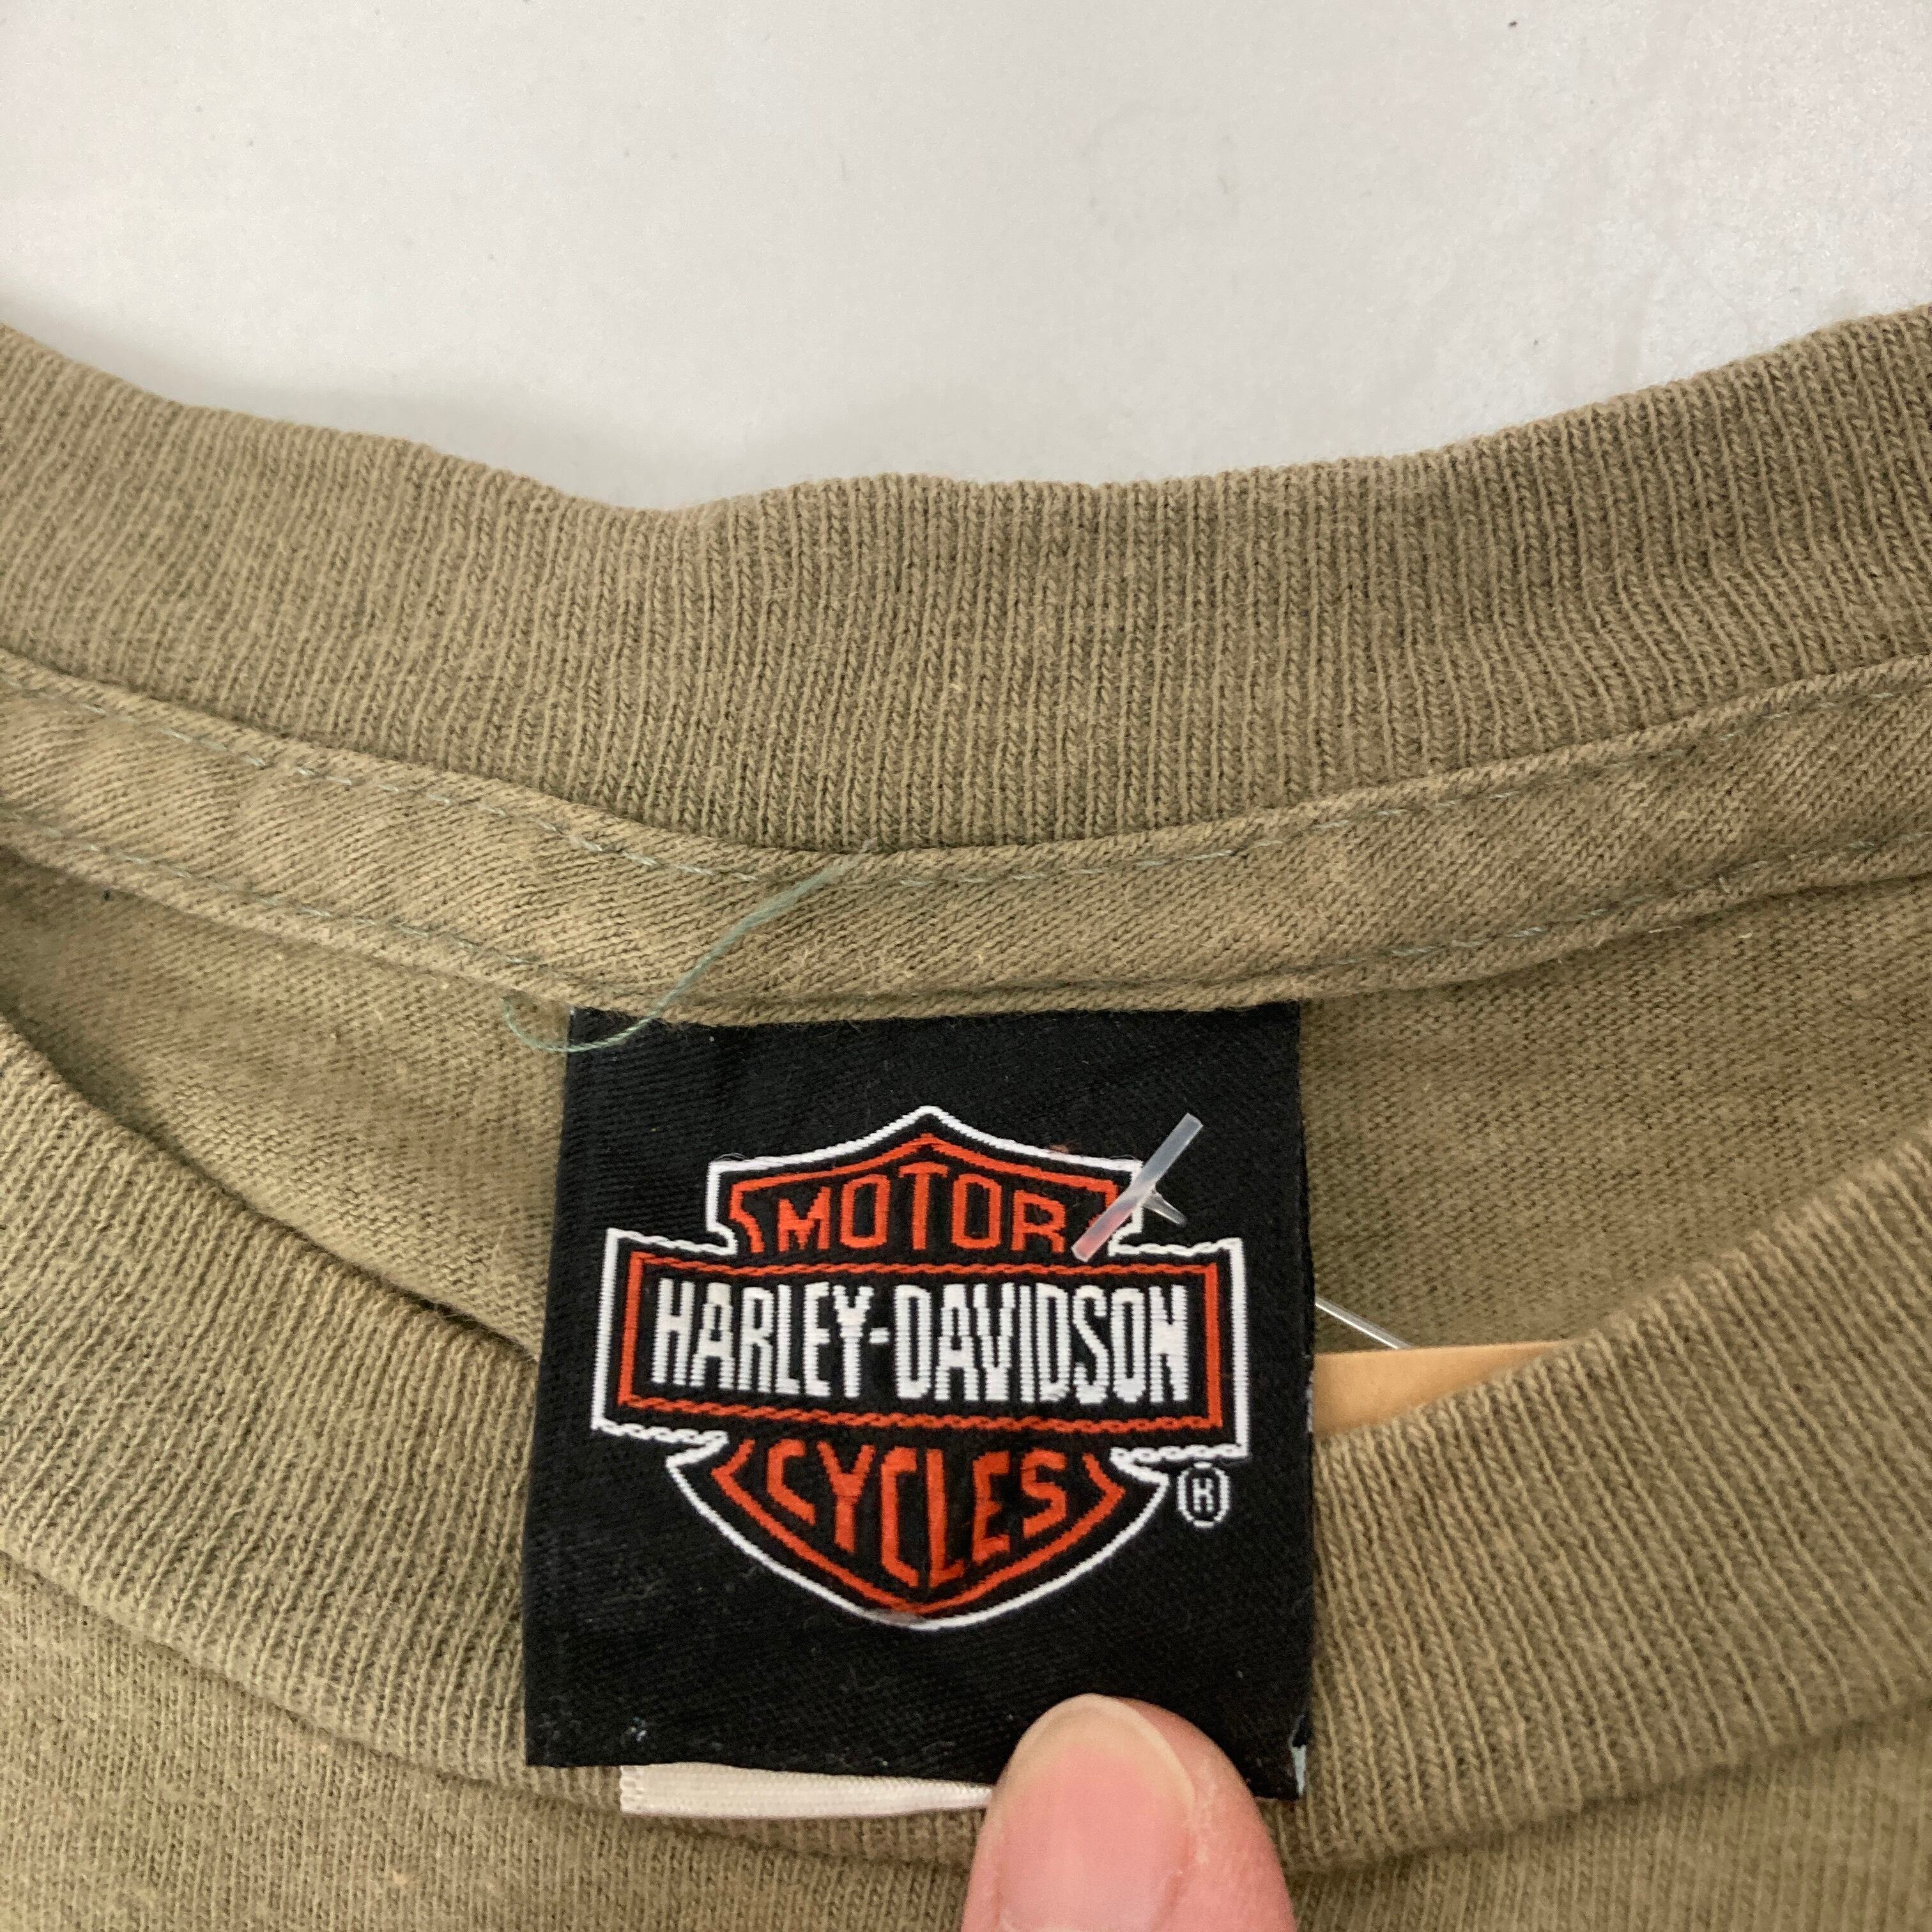 MOTOR
HARLEY-DAVIDSON
CYCLES
®